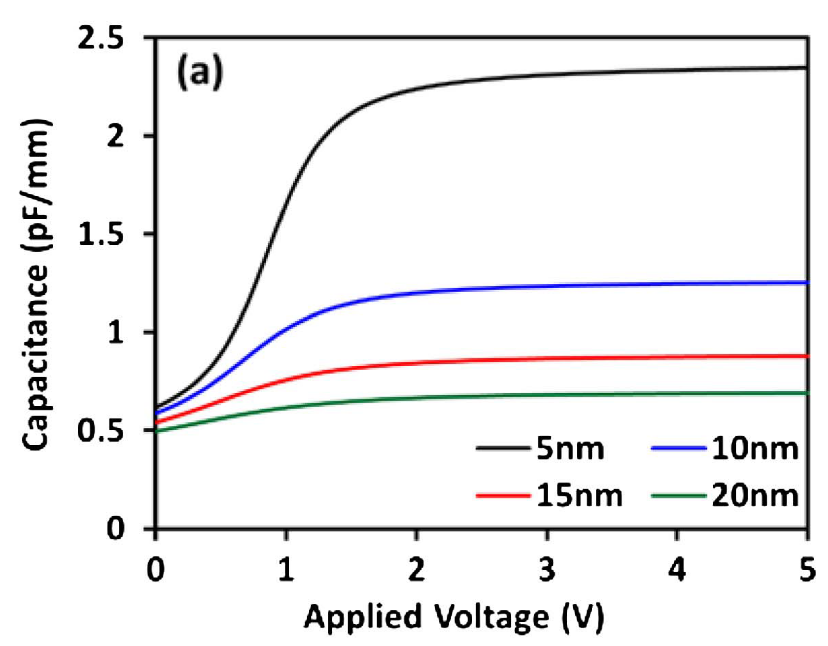 (a)
Capacitance (pF/mm)
2.5
2
1.5
1
0.5
0
5nm 10nm
15nm 20nm
0 1 2 3 4 5
Applied Voltage (V)